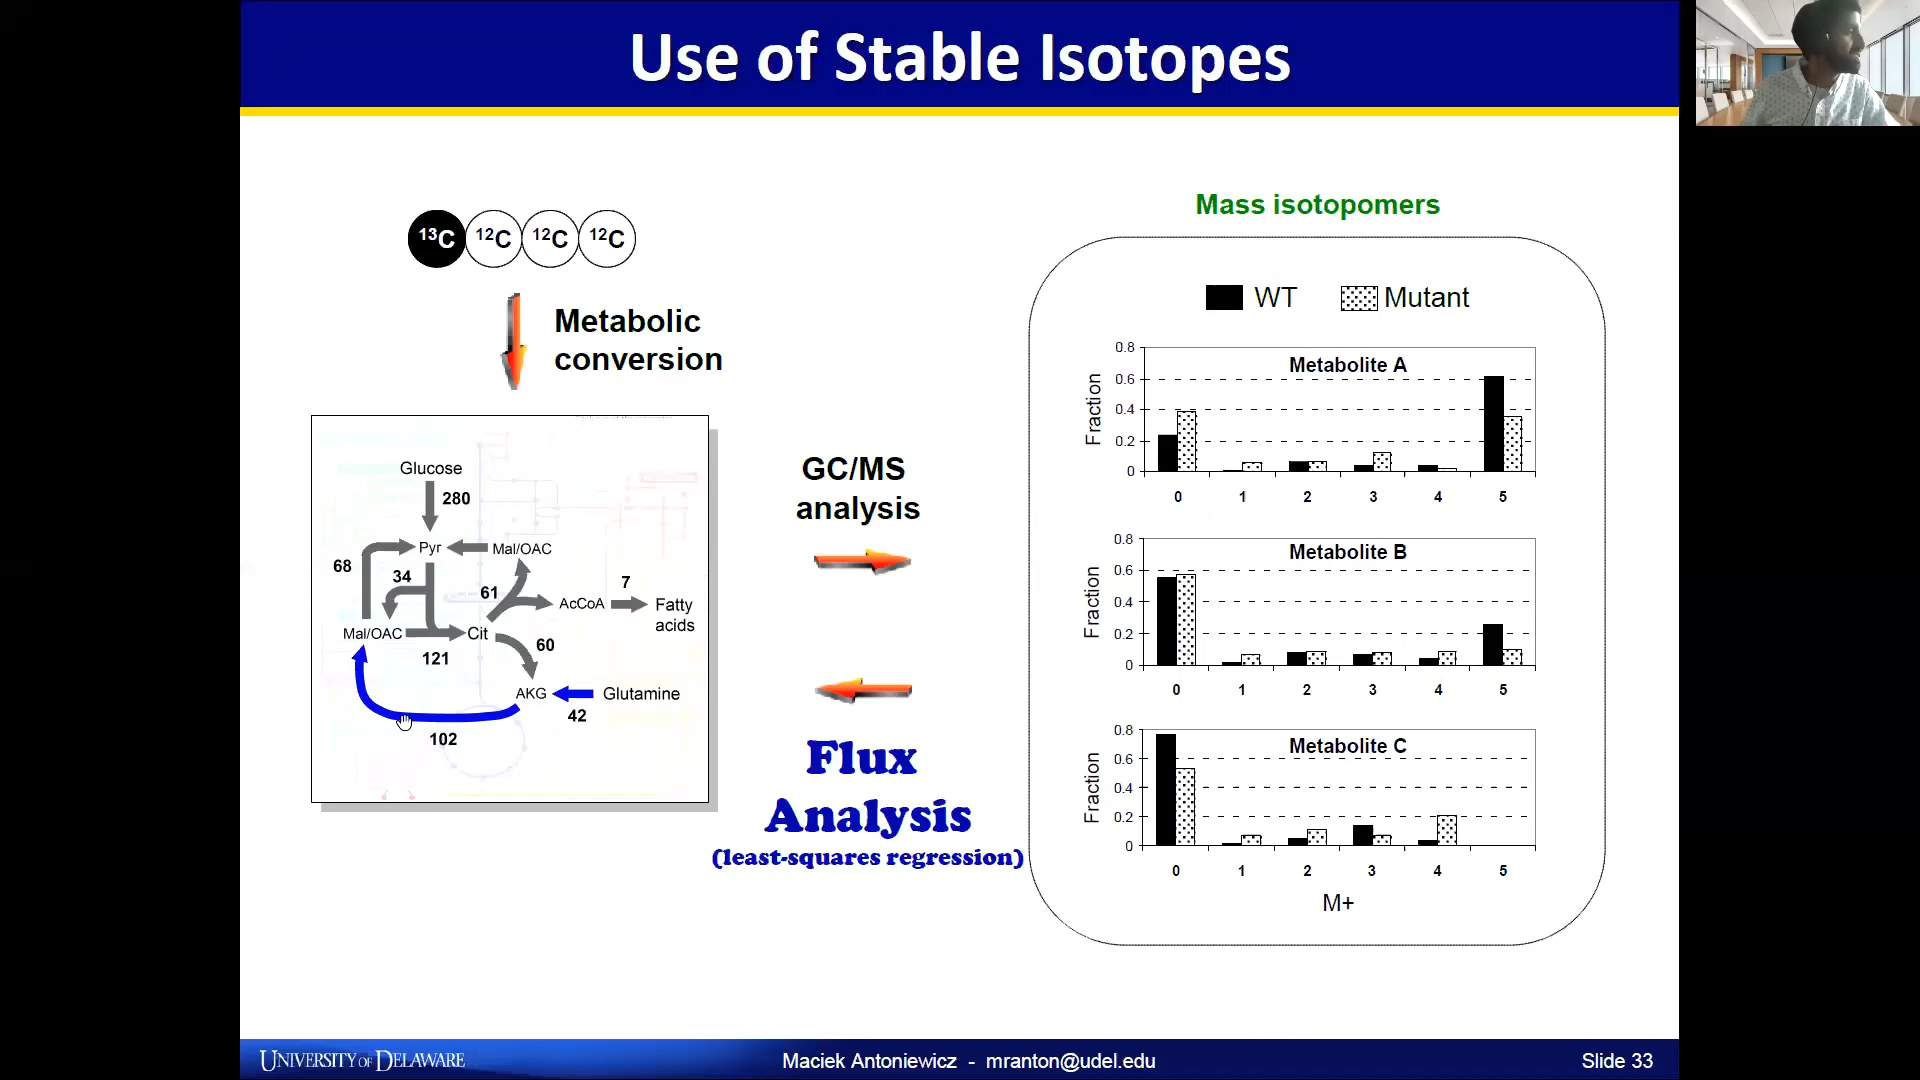 Use of Stable Isotopes
13C 12C 12C 12C
Metabolic
conversion
Glucose
280
Pyr
Mal/OAC
68
34
61
7
AcCoA
Fatty
acids
Mal/OAC
Cit
121
60
AKG
Glutamine
42
102
GC/MS
analysis
Flux
Analysis
(least-squares regression)
Mass isotopomers
WT Mutant
Metabolite A
Fraction
0.8
0.6
0.4
0.2
0
0 1 2 3 4 5
Metabolite B
Fraction
0.8
0.6
0.4
0.2
0
0 1 2 3 4 5
Metabolite C
Fraction
0.8
0.6
0.4
0.2
0
0 1 2 3 4 5
M+
UNIVERSITY OF DELAWARE
Maciek Antoniewicz - mranton@udel.edu
Slide 33